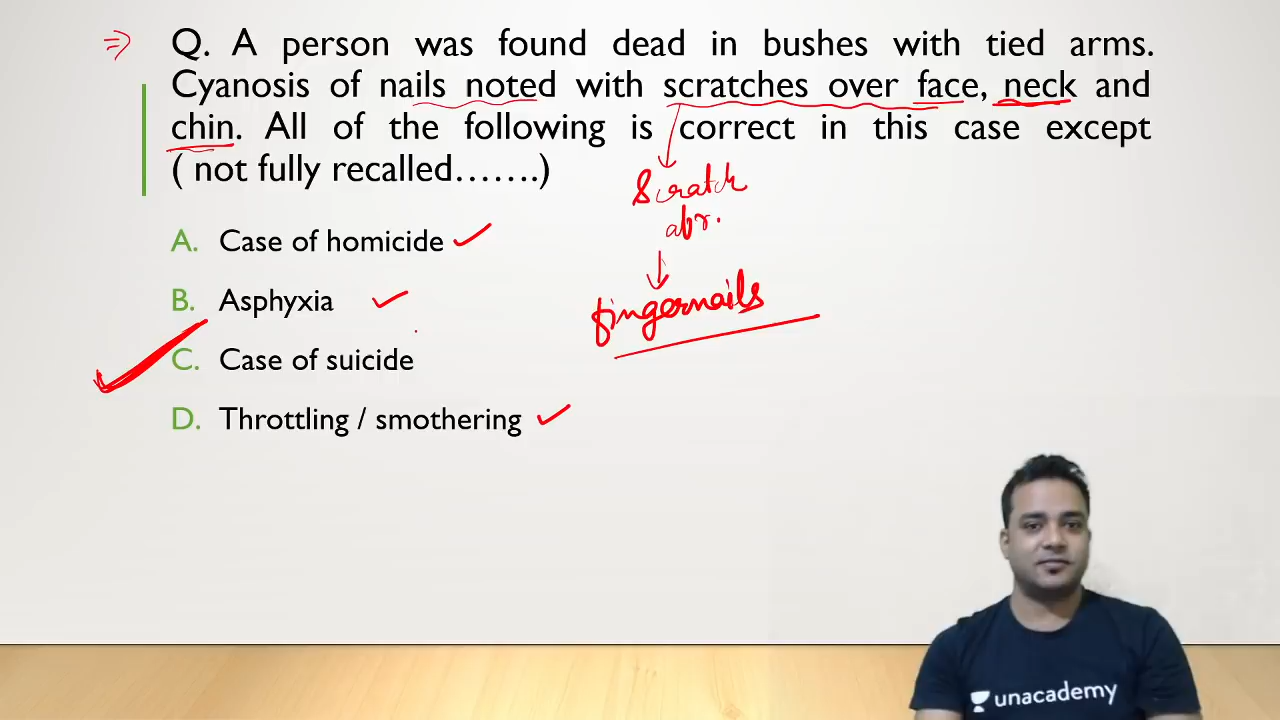 Q. A person was found dead in bushes with tied arms.
Cyanosis of nails noted with scratches over face, neck and
chin. All of the following is correct in this case except
( not fully recalled…….)
Scratch
abr.
fingernails
A. Case of homicide
B. Asphyxia
C. Case of suicide
D. Throttling / smothering
unacademy